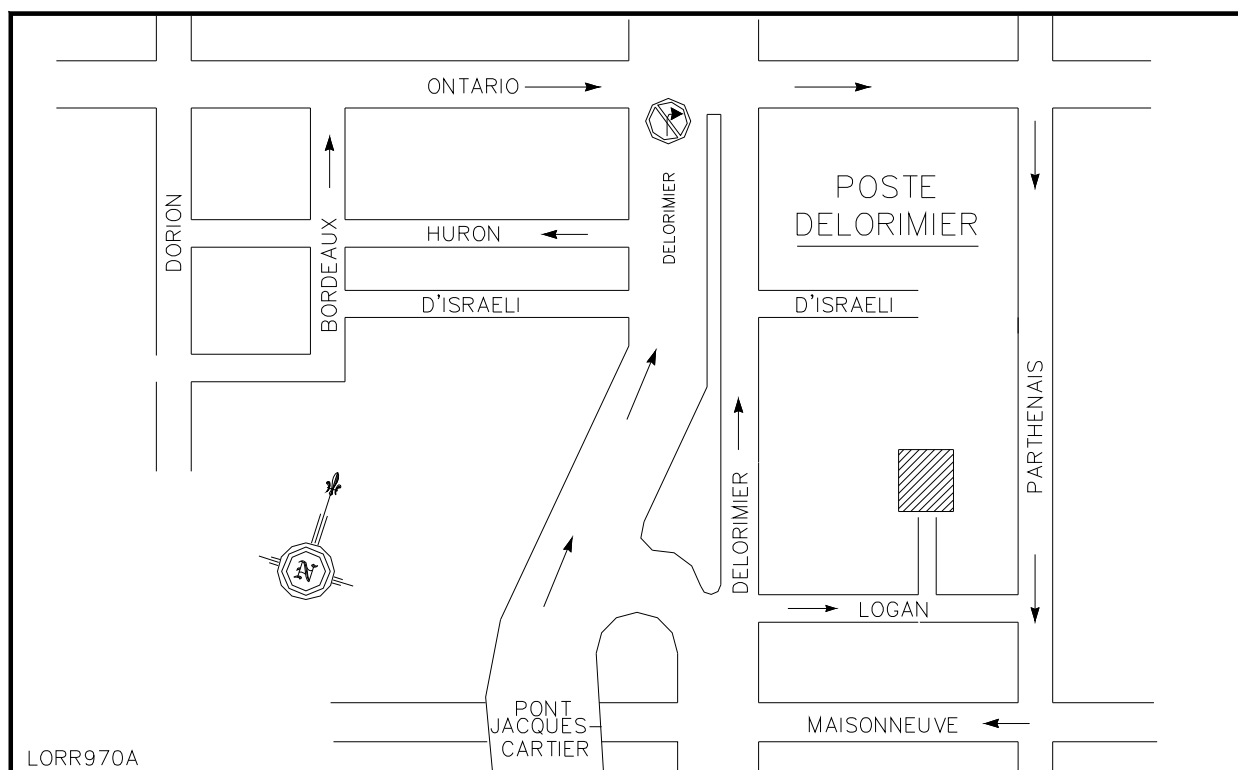 ONTARIO
POSTE
DELORIMIER
DORION
BORDEAUX
HURON
DELORIMIER
D'ISRAELI
D'ISRAELI
PARTHENAIS
DELORIMIER
N
LOGAN
PONT
JACQUES-
CARTIER
MAISONNEUVE
LORR970A